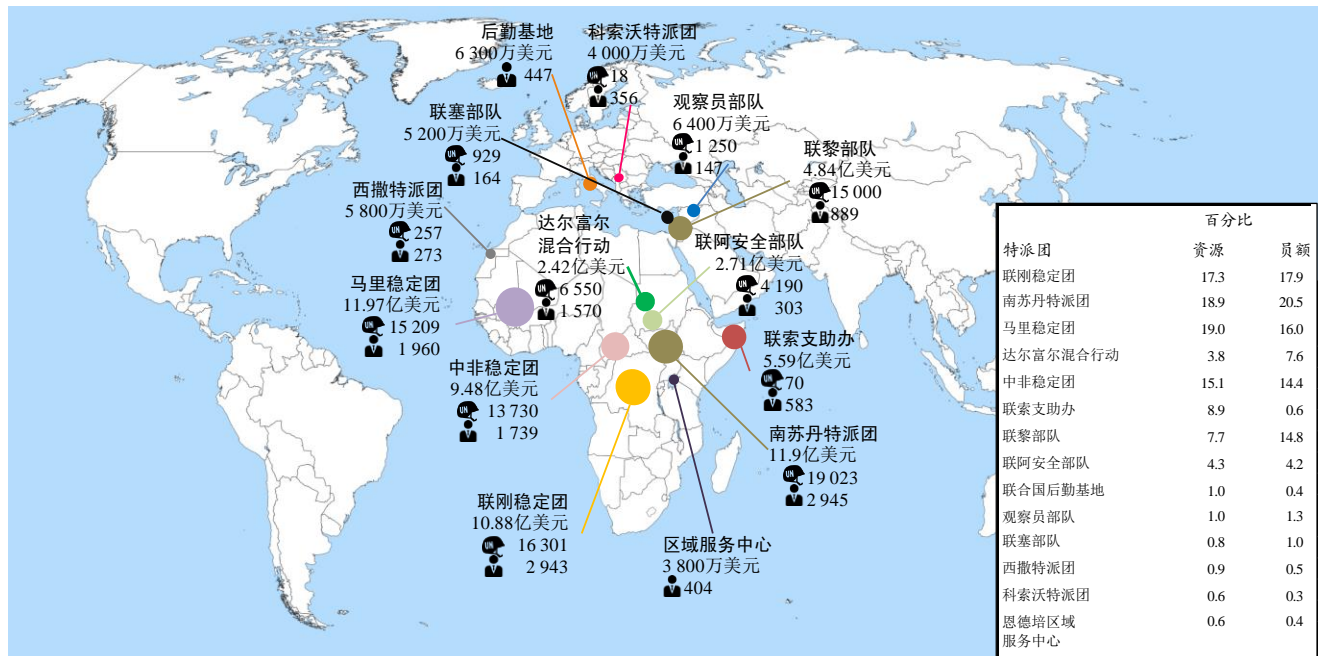 后勤基地
6 300万美元
447
科索沃特派团
4 000万美元
UN 18
356
联塞部队
5 200万美元
UN 929
164
观察员部队
6 400万美元
UN 1 250
147
联黎部队
4.84亿美元
UN 15 000
889
西撒特派团
5 800万美元
UN 257
273
达尔富尔
混合行动
2.42亿美元
UN 6 550
1 570
联阿安全部队
2.71亿美元
UN 4 190
303
马里稳定团
11.97亿美元
UN 15 209
1 960
中非稳定团
9.48亿美元
UN 13 730
1 739
联索支助办
5.59亿美元
UN 70
583
南苏丹特派团
11.9亿美元
UN 19 023
2 945
联刚稳定团
10.88亿美元
UN 16 301
2 943
区域服务中心
3 800万美元
404
百分比
特派团 资源 员额
联刚稳定团 17.3 17.9
南苏丹特派团 18.9 20.5
马里稳定团 19.0 16.0
达尔富尔混合行动 3.8 7.6
中非稳定团 15.1 14.4
联索支助办 8.9 0.6
联黎部队 7.7 14.8
联阿安全部队 4.3 4.2
联合国后勤基地 1.0 0.4
观察员部队 1.0 1.3
联塞部队 0.8 1.0
西撒特派团 0.9 0.5
科索沃特派团 0.6 0.3
恩德培区域 0.6 0.4
服务中心